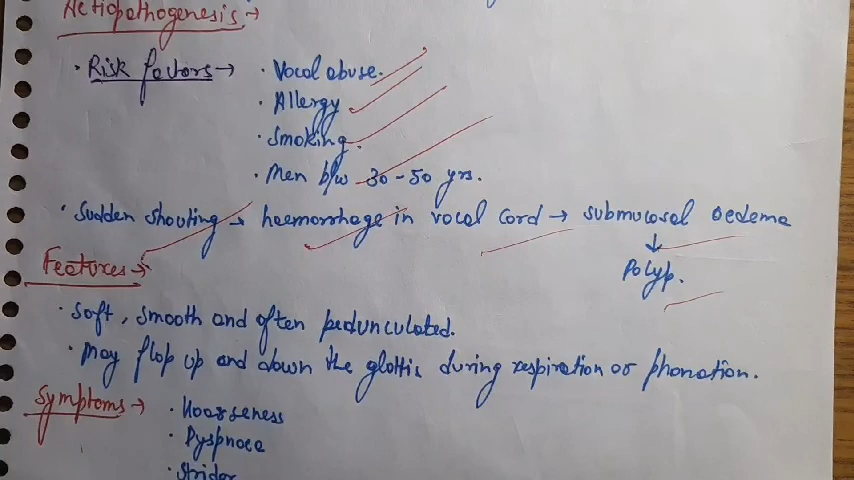 Aetiopathogenesis →
· Risk factors → · Vocal abuse.
· Allergy
· Smoking.
· Men b/w 30-50 yrs.
· Sudden shouting → haemorrhage in vocal cord → submucosal oedema
↓
Polyp.
Features →
· Soft, smooth and often pedunculated.
· May flop up and down the glottis during respiration or phonation.
Symptoms → · Hoarseness
· Dyspnoea
· Stridor